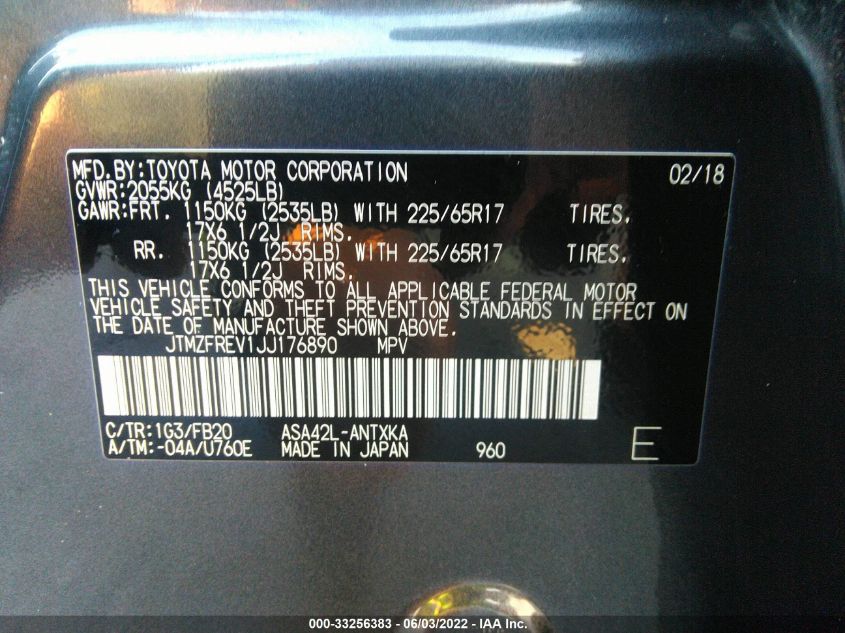 MFD.BY:TOYOTA MOTOR CORPORATION 02/18
GVWR:2055KG (4525LB)
GAWR:FRT. 1150KG (2535LB) WITH 225/65R17 TIRES.
17X6 1/2J RIMS.
RR. 1150KG (2535LB) WITH 225/65R17 TIRES.
17X6 1/2J RIMS.
THIS VEHICLE CONFORMS TO ALL APPLICABLE FEDERAL MOTOR
VEHICLE SAFETY AND THEFT PREVENTION STANDARDS IN EFFECT ON
THE DATE OF MANUFACTURE SHOWN ABOVE.
JTMZFREV1JJ176890 MPV
C/TR:1G3/FB20 ASA42L-ANTXKA
A/TM:-04A/U760E MADE IN JAPAN 960 E
000-33256383 - 06/03/2022 - IAA Inc.